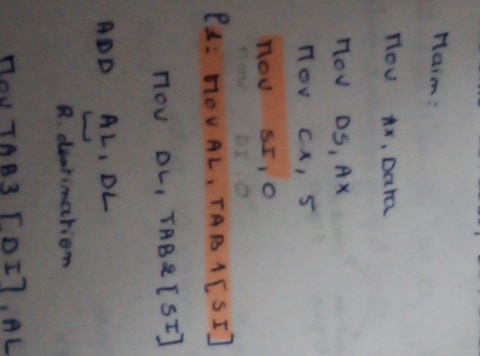 Main:
Mov Ax, Data
Mov DS, AX
Mov CX, 5
Mov SI, 0
Mov DI, 0
P1: Mov AL, TAB1[SI]
Mov DL, TAB2[SI]
ADD AL, DL
R. destination
Mov TAB3[DI], AL